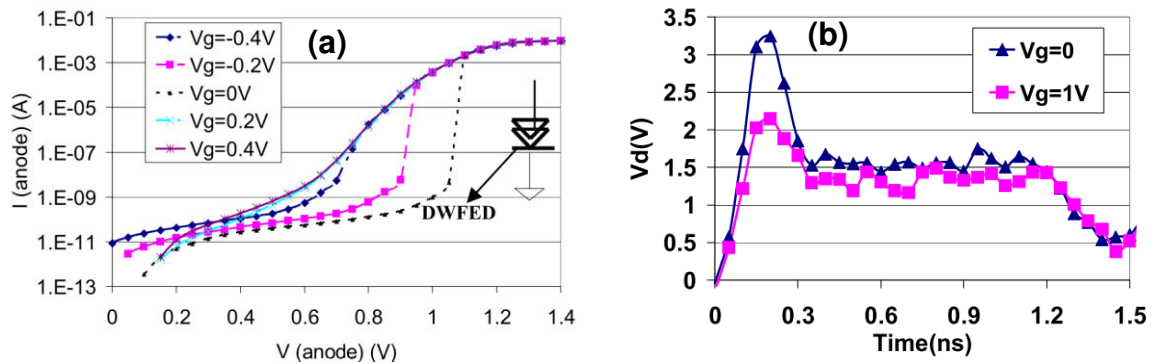 (a)
1.E-01
1.E-03
1.E-05
1.E-07
1.E-09
1.E-11
1.E-13
I (anode) (A)
Vg=-0.4V
Vg=-0.2V
Vg=0V
Vg=0.2V
Vg=0.4V
DWFED
0 0.2 0.4 0.6 0.8 1 1.2 1.4
V (anode) (V)
(b)
3.5
3
2.5
2
1.5
1
0.5
0
Vd(V)
Vg=0
Vg=1V
0 0.3 0.6 0.9 1.2 1.5
Time(ns)